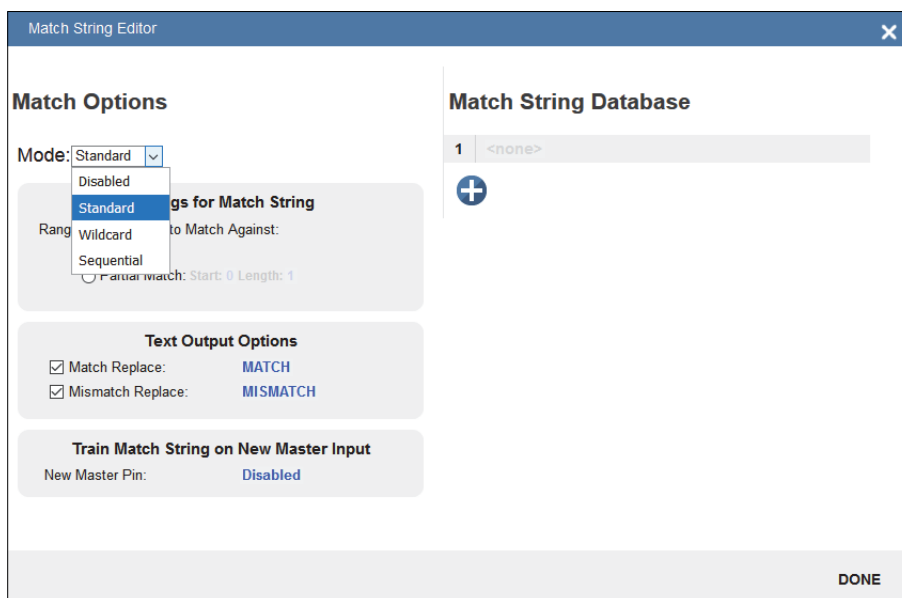 Match String Editor
Match Options
Mode: Standard
Disabled
Standard
Wildcard
Sequential
gs for Match String
to Match Against:
Partial Match: Start: 0 Length: 1
Text Output Options
Match Replace: MATCH
Mismatch Replace: MISMATCH
Train Match String on New Master Input
New Master Pin: Disabled
Match String Database
1 <none>
DONE